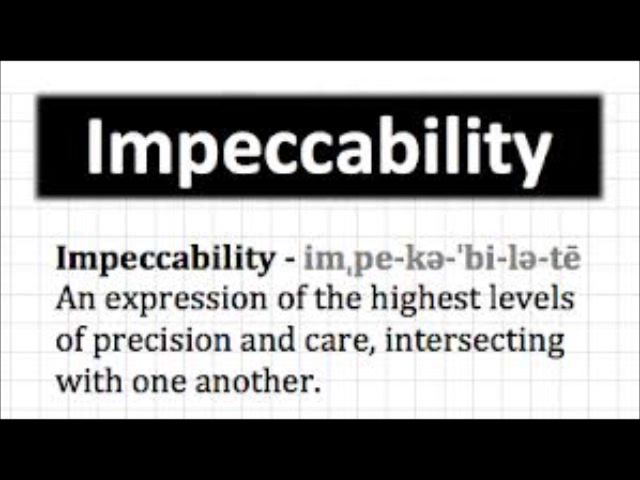 Impeccability
Impeccability - imˌpe-kə-ˈbi-lə-tē
An expression of the highest levels
of precision and care, intersecting
with one another.